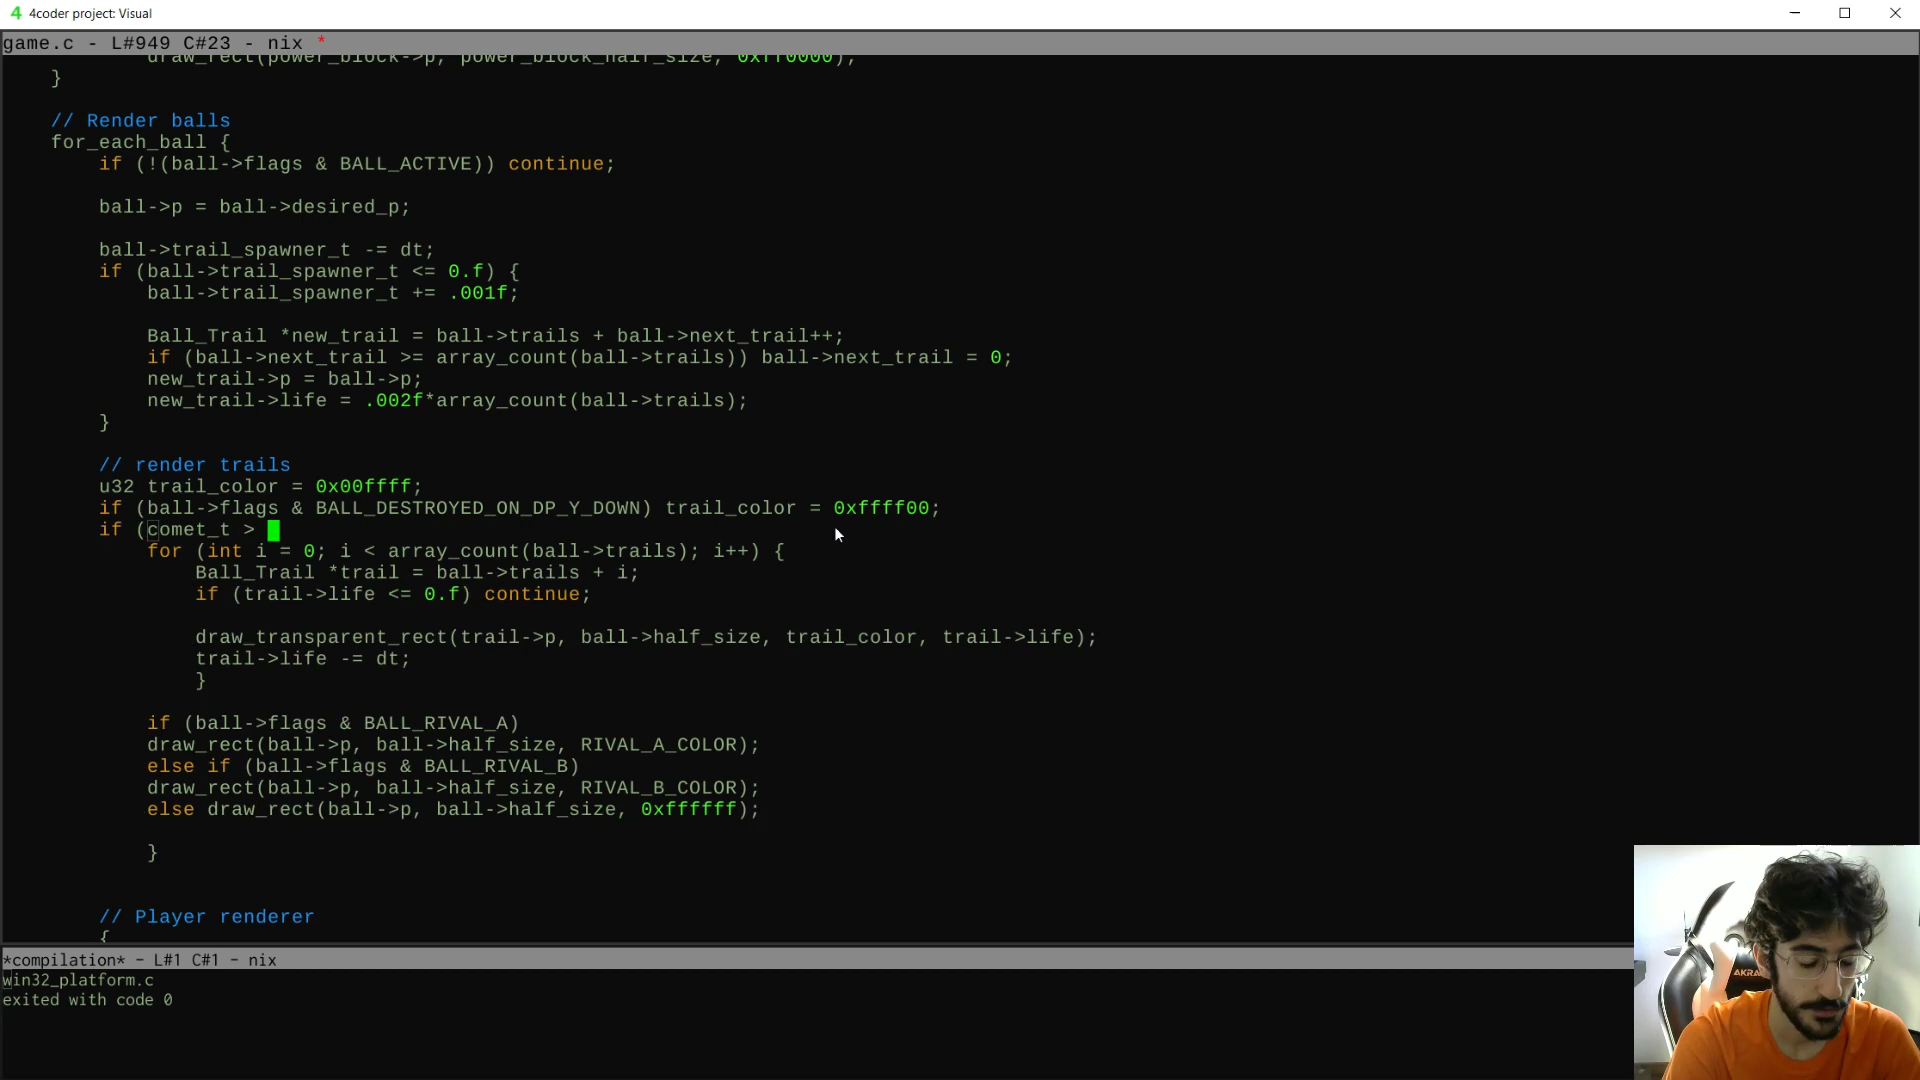 4 4coder project: Visual
game.c - L#949 C#23 - nix *
draw_rect(power_block->p, power_block_half_size, 0xff0000);
}
// Render balls
for_each_ball {
if (!(ball->flags & BALL_ACTIVE)) continue;
ball->p = ball->desired_p;
ball->trail_spawner_t -= dt;
if (ball->trail_spawner_t <= 0.f) {
ball->trail_spawner_t += .001f;
Ball_Trail *new_trail = ball->trails + ball->next_trail++;
if (ball->next_trail >= array_count(ball->trails)) ball->next_trail = 0;
new_trail->p = ball->p;
new_trail->life = .002f*array_count(ball->trails);
}
// render trails
u32 trail_color = 0x00ffff;
if (ball->flags & BALL_DESTROYED_ON_DP_Y_DOWN) trail_color = 0xffff00;
if (comet_t >
for (int i = 0; i < array_count(ball->trails); i++) {
Ball_Trail *trail = ball->trails + i;
if (trail->life <= 0.f) continue;
draw_transparent_rect(trail->p, ball->half_size, trail_color, trail->life);
trail->life -= dt;
}
if (ball->flags & BALL_RIVAL_A)
draw_rect(ball->p, ball->half_size, RIVAL_A_COLOR);
else if (ball->flags & BALL_RIVAL_B)
draw_rect(ball->p, ball->half_size, RIVAL_B_COLOR);
else draw_rect(ball->p, ball->half_size, 0xffffff);
}
// Player renderer
{
*compilation* - L#1 C#1 - nix
win32_platform.c
exited with code 0